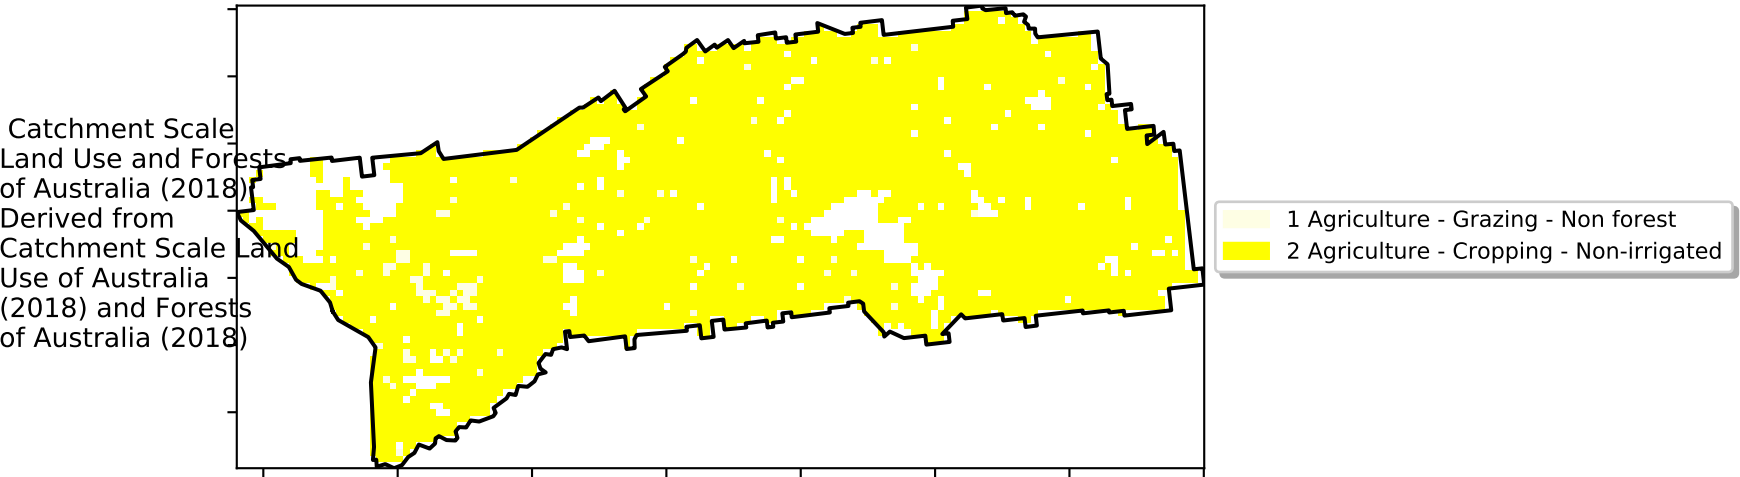 Catchment Scale
Land Use and Forests
of Australia (2018)
Derived from
Catchment Scale Land
Use of Australia
(2018) and Forests
of Australia (2018)
1 Agriculture - Grazing - Non forest
2 Agriculture - Cropping - Non-irrigated